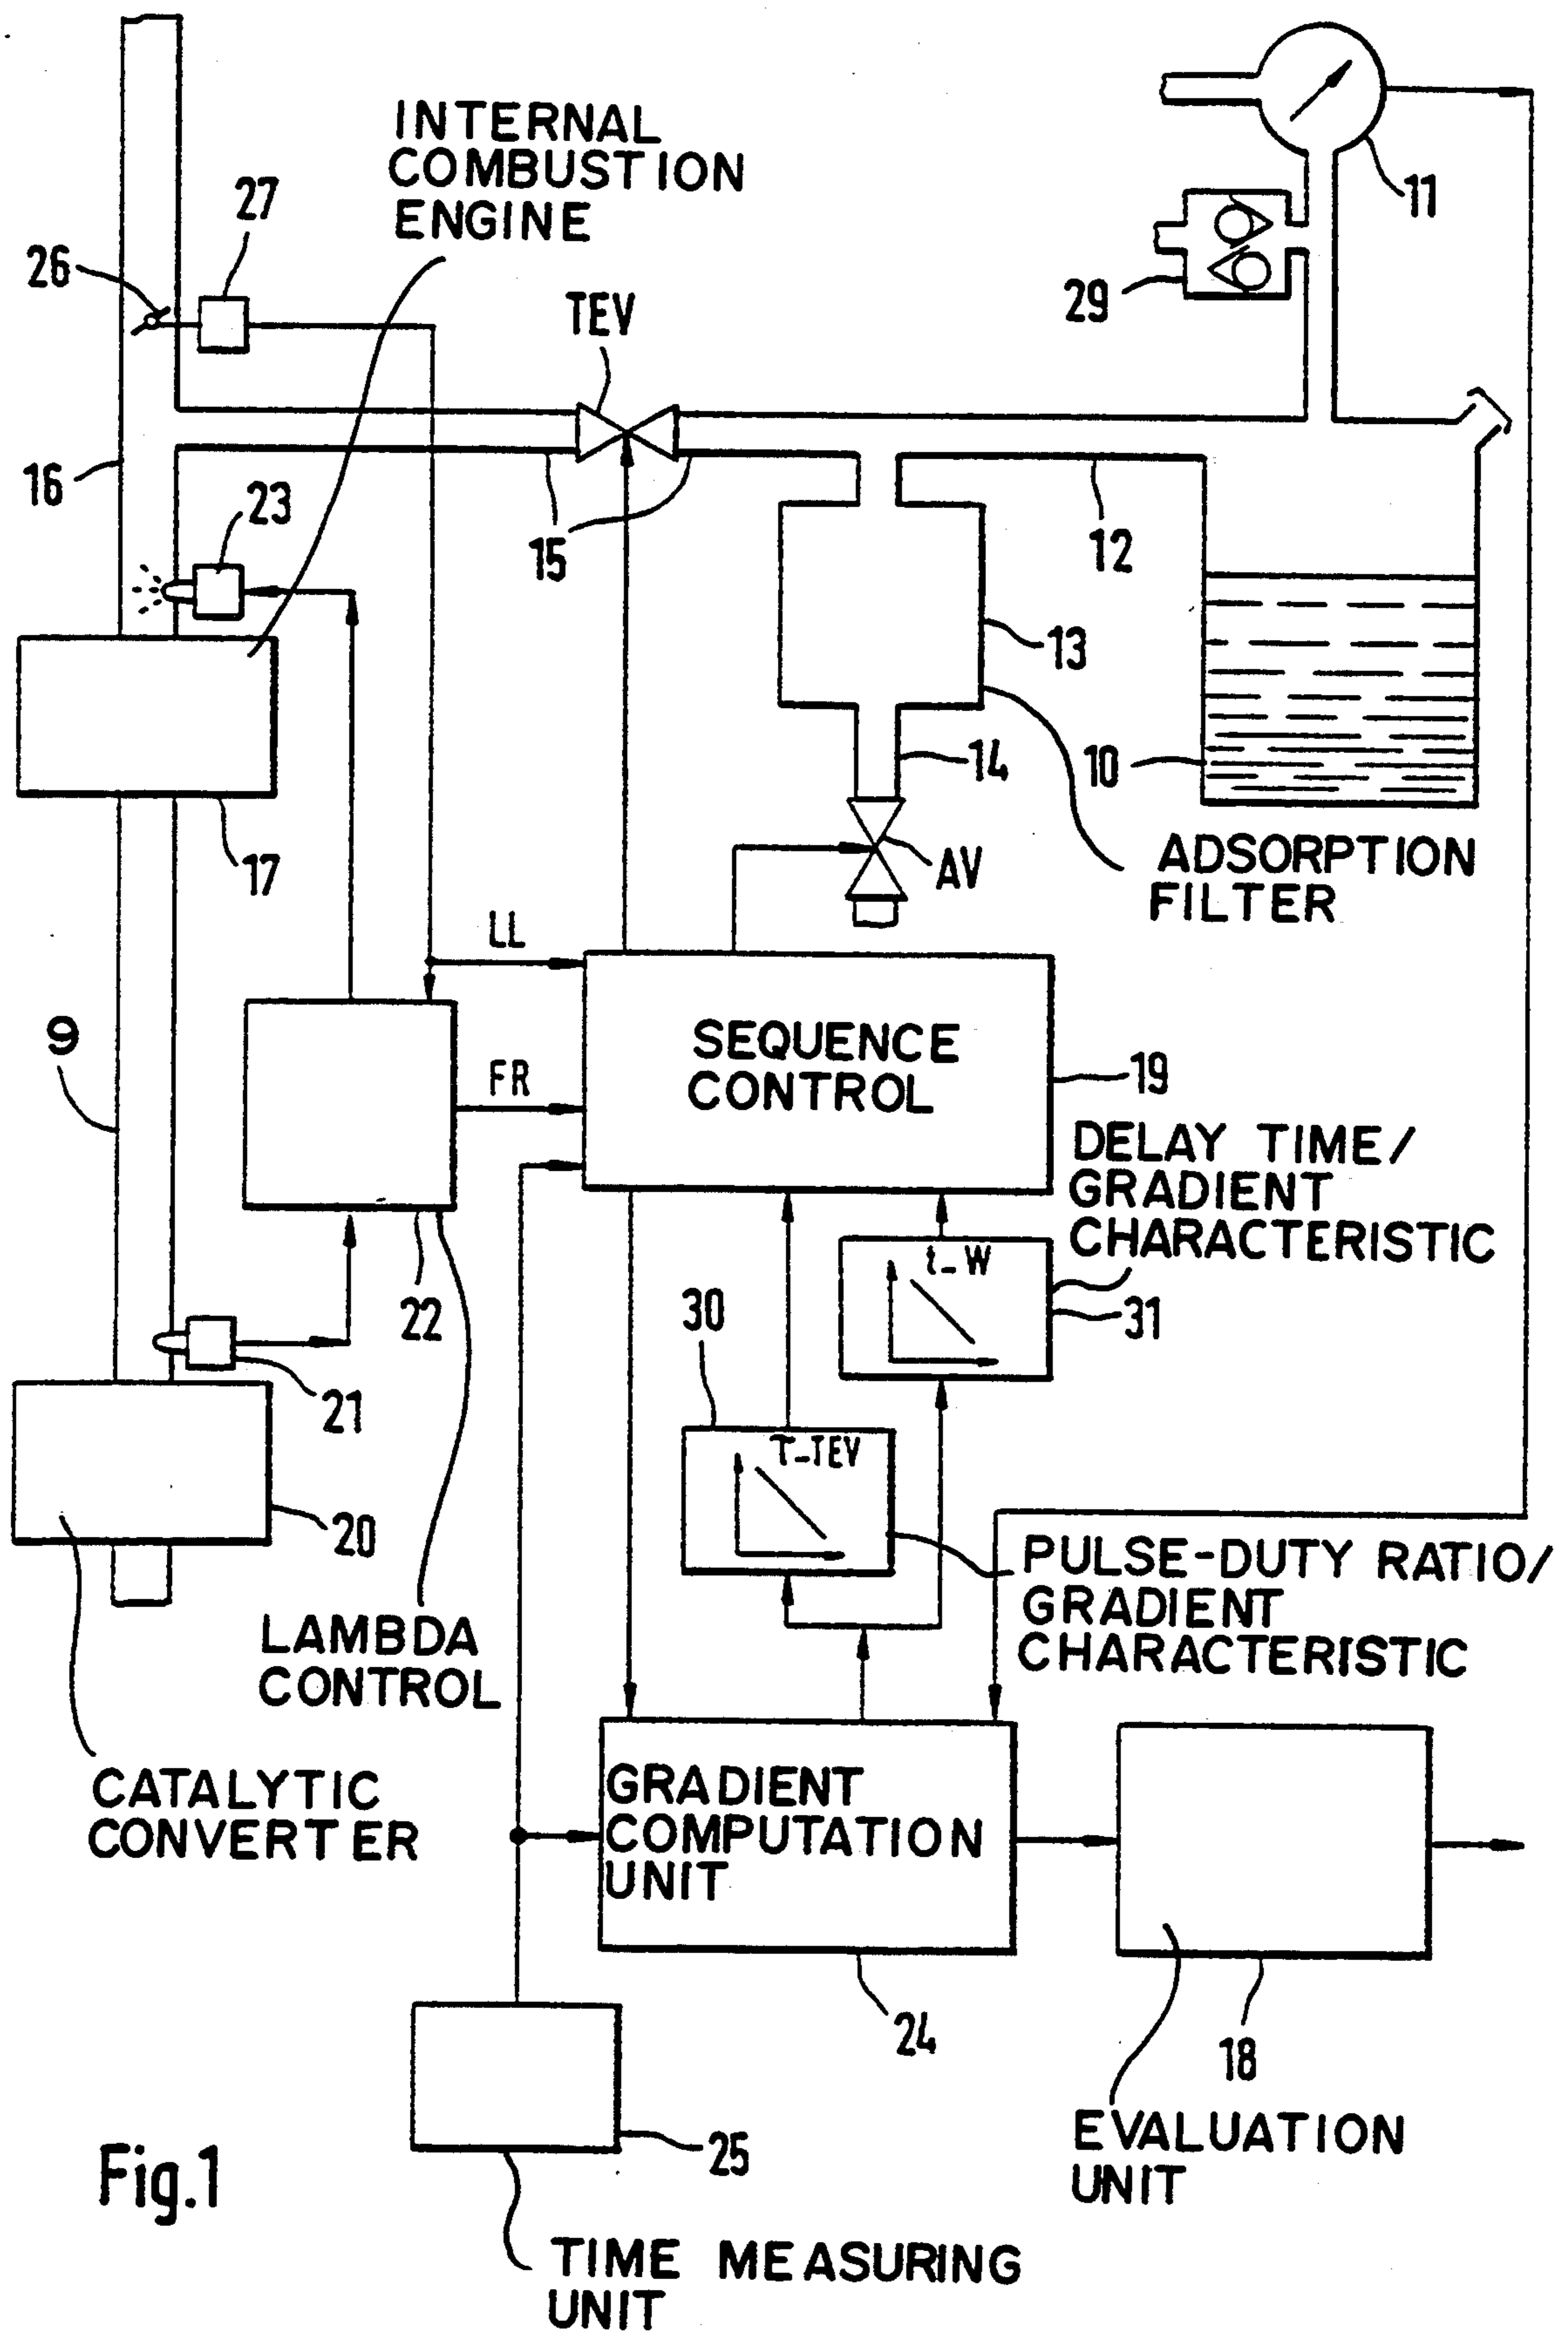 INTERNAL
COMBUSTION
ENGINE
11
27
26
29
TEV
16
23
15
12
13
10
14
17
AV
ADSORPTION
FILTER
LL
9
SEQUENCE
CONTROL
19
FR
DELAY TIME/
GRADIENT
CHARACTERISTIC
t-W
22
30
31
21
T-TEV
20
PULSE-DUTY RATIO/
GRADIENT
CHARACTERISTIC
LAMBDA
CONTROL
CATALYTIC
CONVERTER
GRADIENT
COMPUTATION
UNIT
24
18
25
EVALUATION
UNIT
Fig.1
TIME MEASURING
UNIT